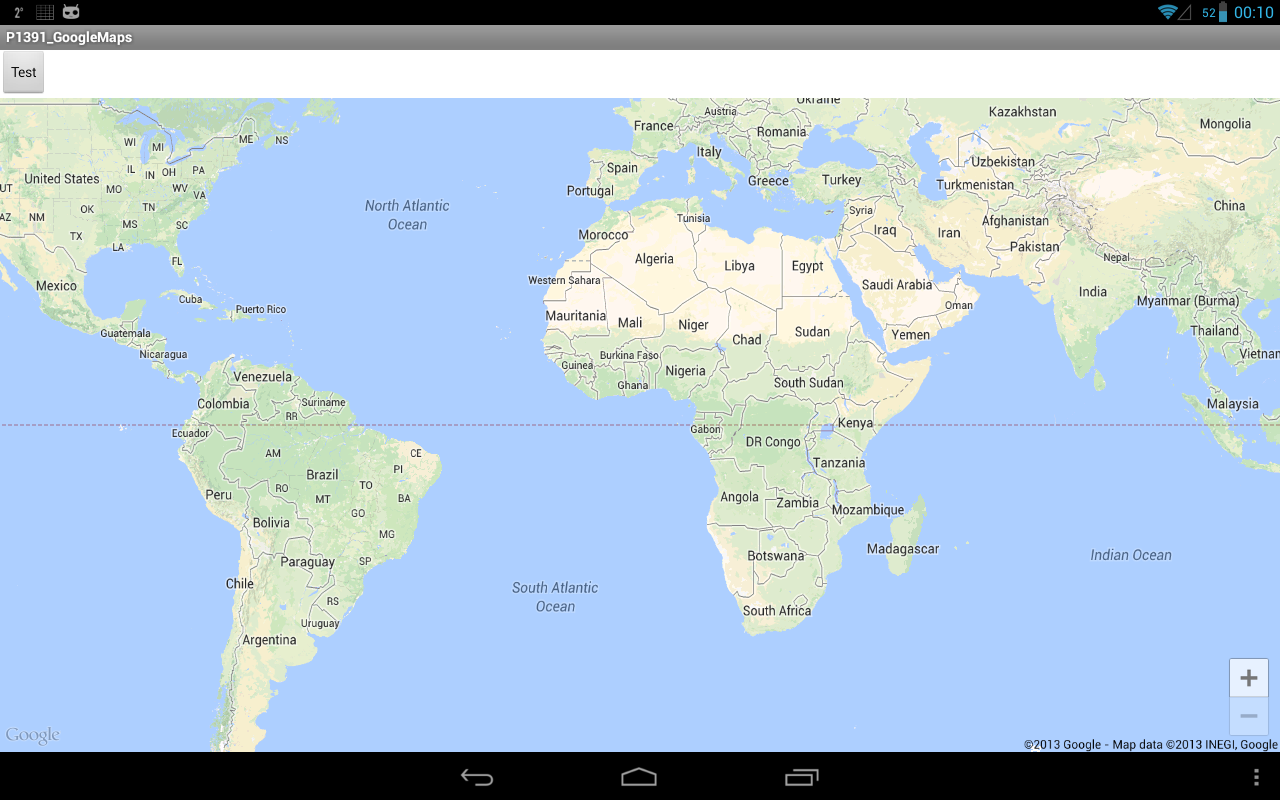 2°
52
00:10
P1391_GoogleMaps
Test
Ukraine
Austria
Kazakhstan
France
Mongolia
Romania
WI
MI
ME
NS
Italy
Uzbekistan
IL
IN
OH
PA
Spain
UT
United States
MO
WV
VA
Portugal
Greece
Turkey
Turkmenistan
China
AZ
NM
OK
TN
North Atlantic
Ocean
Tunisia
Syria
Afghanistan
TX
MS
SC
Morocco
Iraq
Iran
Pakistan
LA
FL
Algeria
Libya
Egypt
Nepal
Mexico
Western Sahara
Saudi Arabia
India
Myanmar (Burma)
Cuba
Puerto Rico
Oman
Guatemala
Mauritania
Mali
Niger
Sudan
Yemen
Thailand
Chad
Nicaragua
Burkina Faso
Vietnam
Guinea
Nigeria
Venezuela
Ghana
South Sudan
Colombia
Suriname
Malaysia
RR
Ecuador
Gabon
Kenya
DR Congo
AM
CE
Tanzania
Brazil
PI
RO
TO
Peru
MT
BA
Angola
Zambia
GO
Mozambique
Bolivia
MG
Madagascar
Paraguay
SP
Botswana
Indian Ocean
Chile
South Atlantic
Ocean
RS
Uruguay
South Africa
Argentina
+
−
Google
©2013 Google - Map data ©2013 INEGI, Google